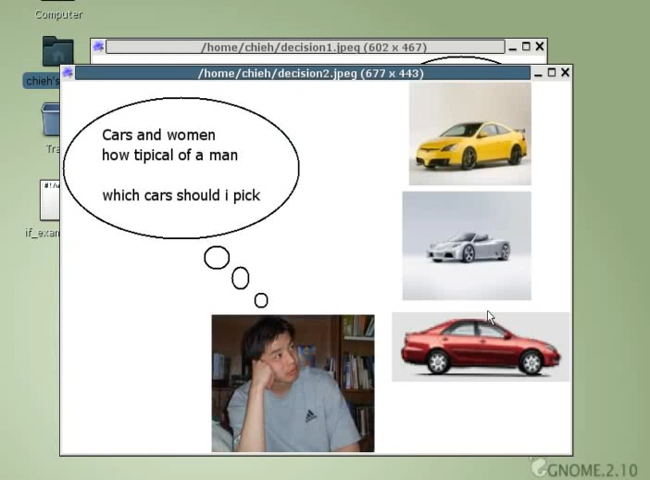 Computer
/home/chieh/decision1.jpeg (602 x 467)
chieh's
/home/chieh/decision2.jpeg (677 x 443)
Cars and women
how tipical of a man
which cars should i pick
adidas
GNOME.2.10